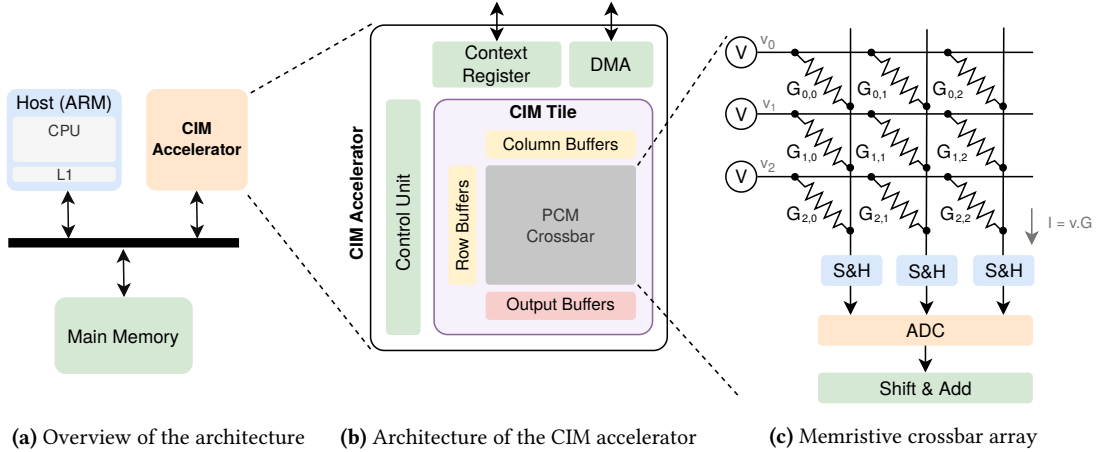 Host (ARM)
CPU
L1
CIM
Accelerator
Main Memory
(a) Overview of the architecture
Context
Register
DMA
CIM Accelerator
Control Unit
CIM Tile
Column Buffers
Row Buffers
PCM
Crossbar
Output Buffers
(b) Architecture of the CIM accelerator
V v0
G0,0 G0,1 G0,2
V v1
G1,0 G1,1 G1,2
V v2
G2,0 G2,1 G2,2
I = v.G
S&H S&H S&H
ADC
Shift & Add
(c) Memristive crossbar array